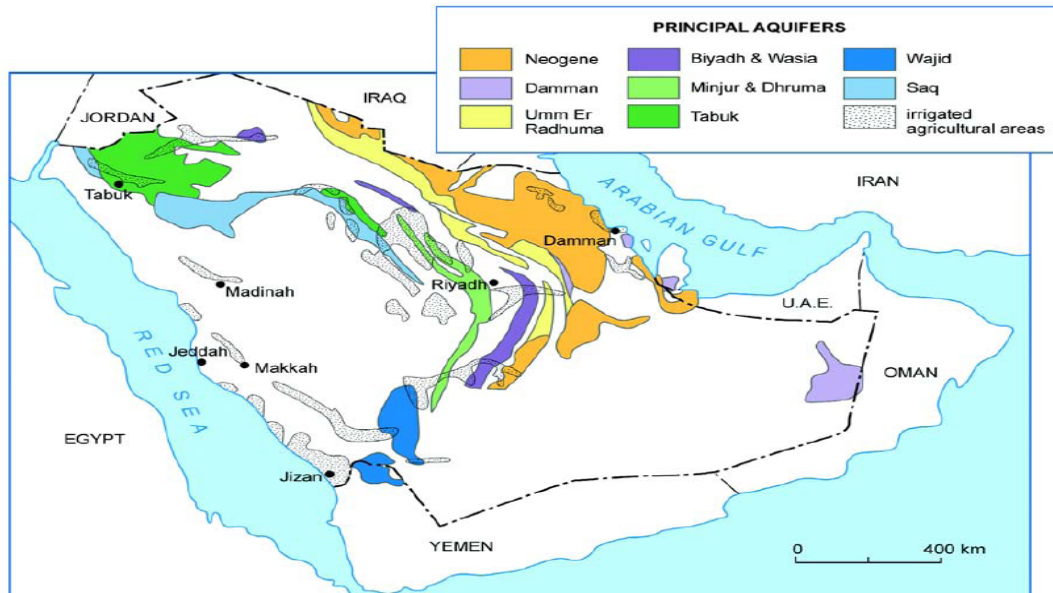 PRINCIPAL AQUIFERS
Neogene
Damman
Umm Er
Radhuma
Biyadh & Wasia
Minjur & Dhruma
Tabuk
Wajid
Saq
irrigated
agricultural areas
IRAQ
JORDAN
IRAN
Tabuk
ARABIAN GULF
Damman
Riyadh
Madinah
U.A.E.
Jeddah
Makkah
RED SEA
OMAN
EGYPT
Jizan
YEMEN
0 400 km